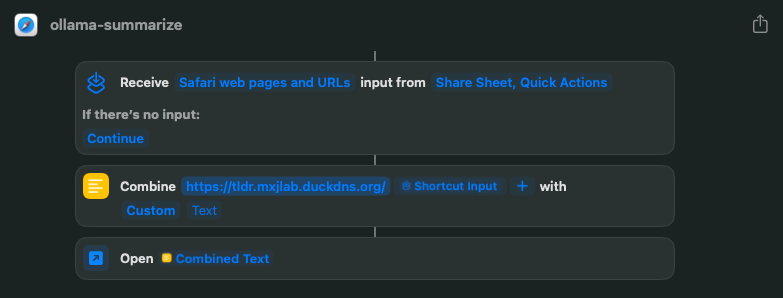 ollama-summarize
Receive Safari web pages and URLs input from Share Sheet, Quick Actions
If there's no input:
Continue
Combine https://tldr.mxjlab.duckdns.org/ Shortcut Input + with
Custom Text
Open Combined Text